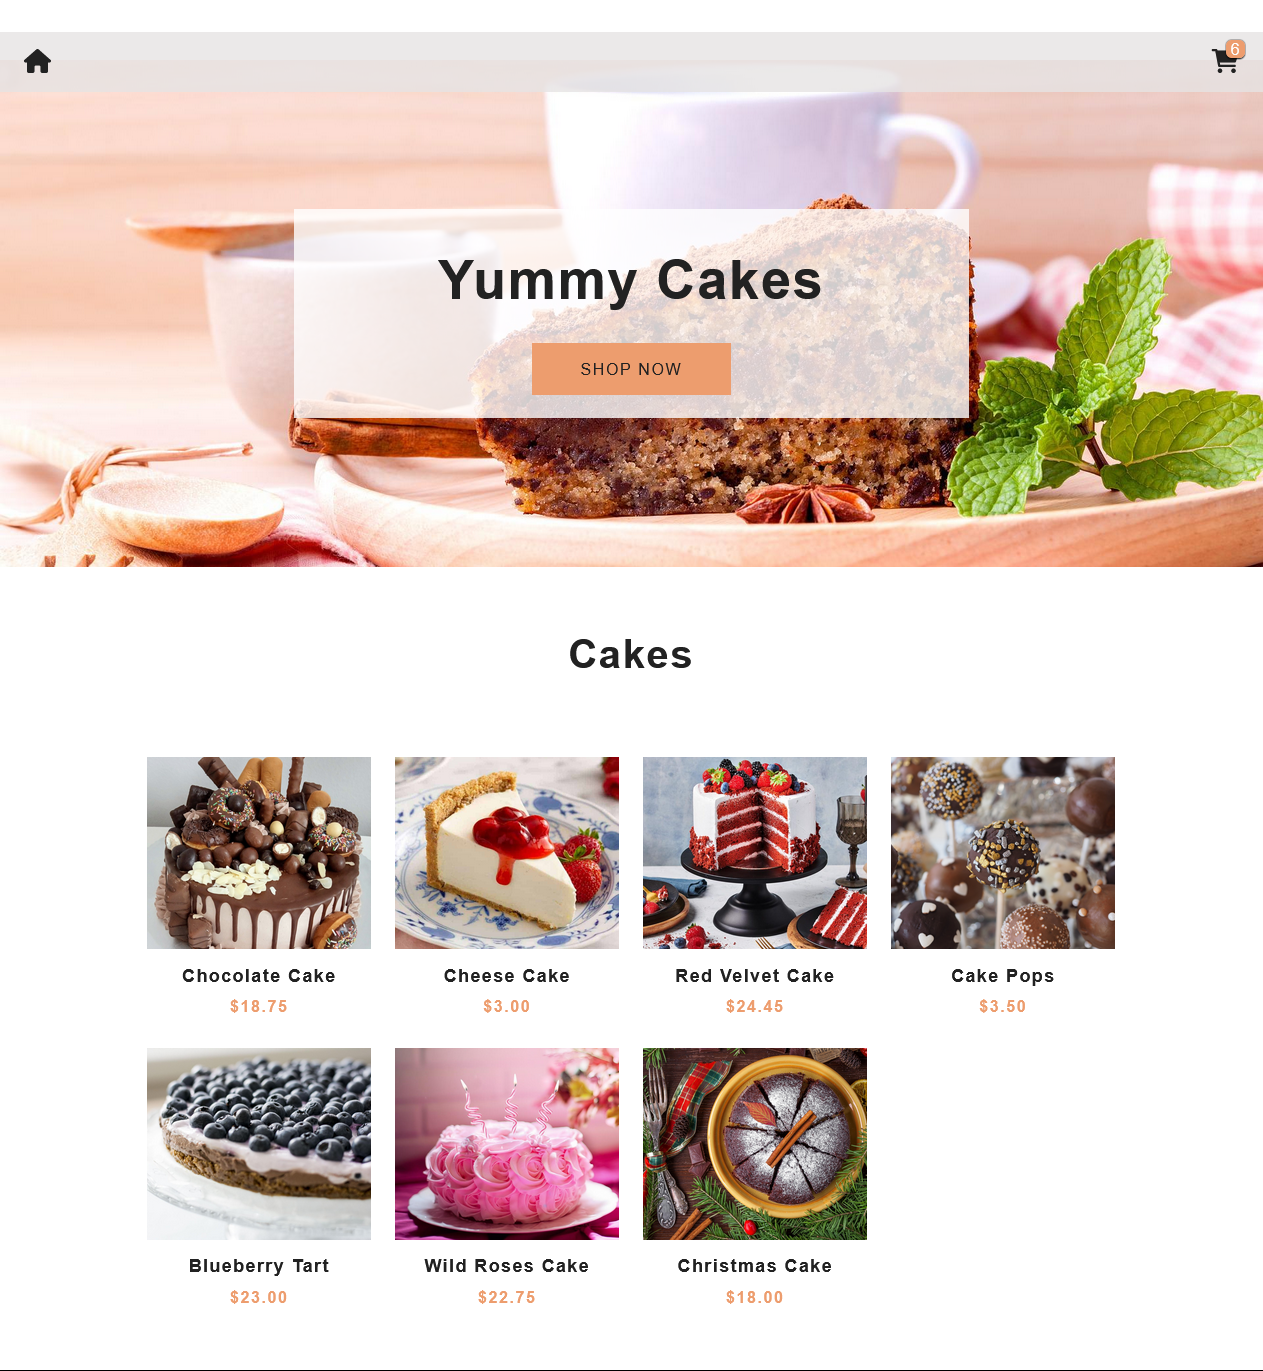 6
Yummy Cakes
SHOP NOW
Cakes
Chocolate Cake
$18.75
Cheese Cake
$3.00
Red Velvet Cake
$24.45
Cake Pops
$3.50
Blueberry Tart
$23.00
Wild Roses Cake
$22.75
Christmas Cake
$18.00